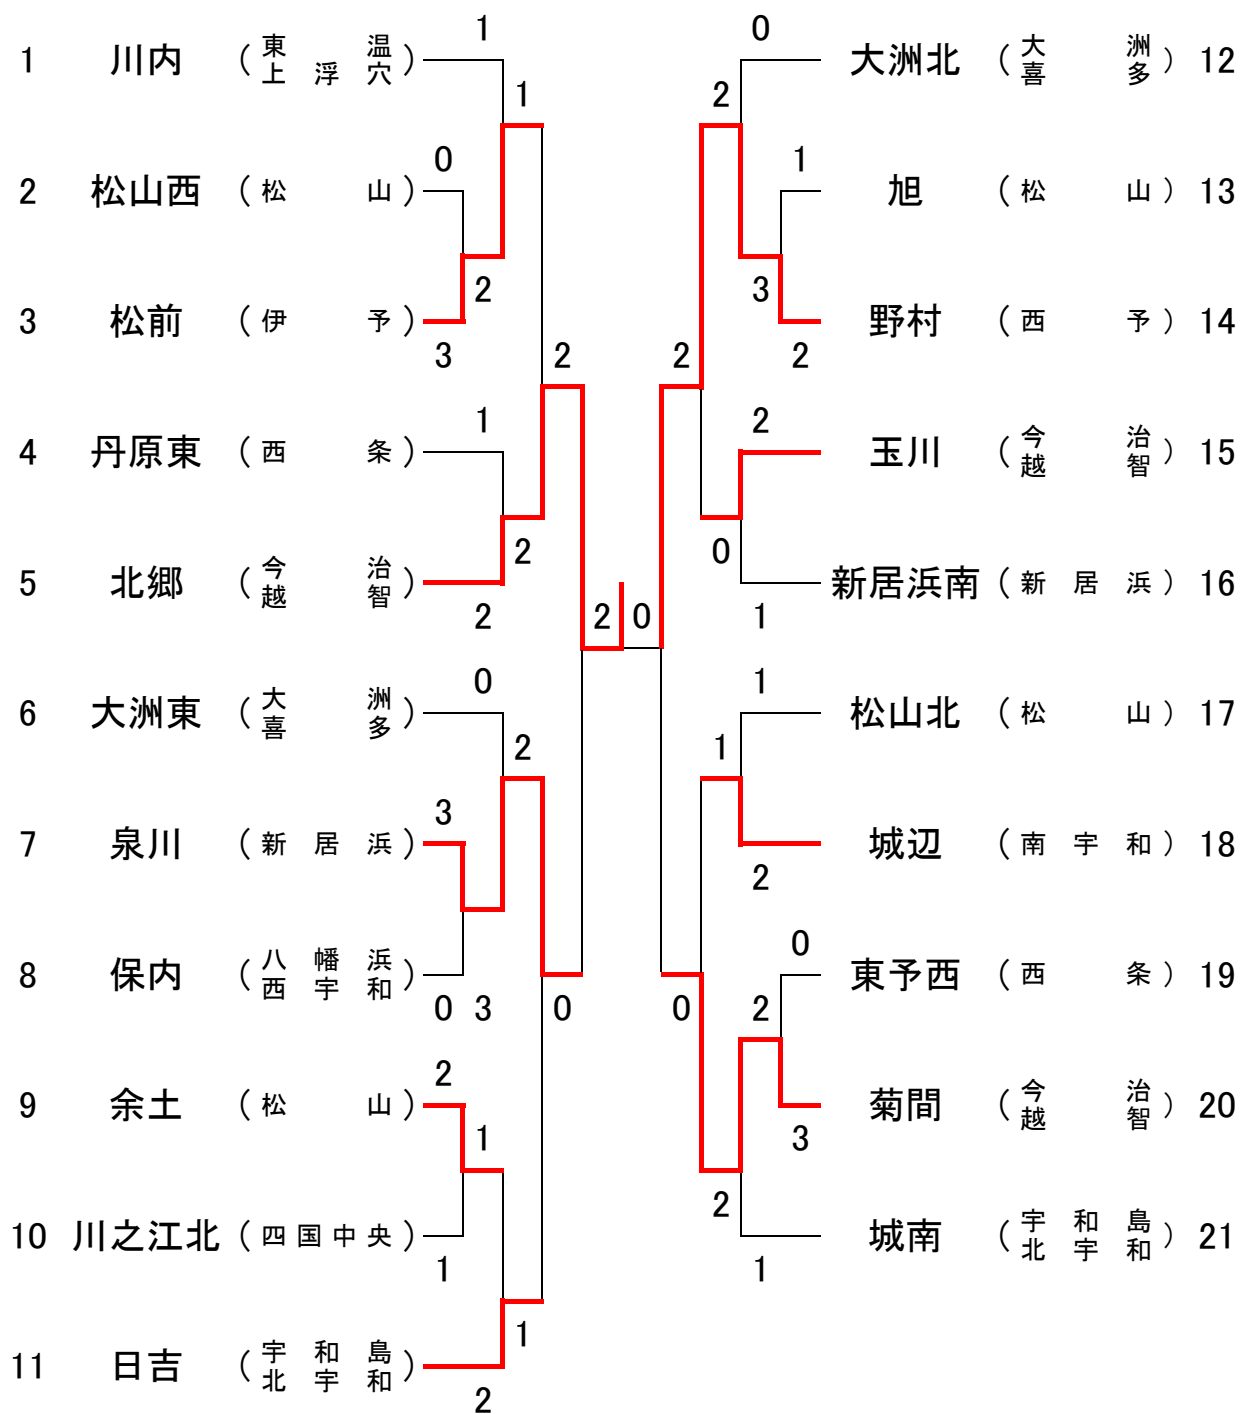 1 川内 (東温 上浮穴) 1
1
2 松山西 (松山) 0
2
3 松前 (伊予) 3
2
4 丹原東 (西条) 1
2
5 北郷 (今治 越智) 2
2
6 大洲東 (大洲 喜多) 0
2
7 泉川 (新居浜) 3
8 保内 (八幡浜 西宇和) 0 3
0
9 余土 (松山) 2
1
10 川之江北 (四国中央) 1
1
11 日吉 (宇和島 北宇和) 2
0 大洲北 (大洲 喜多) 12
2
1 旭 (松山) 13
3
2 野村 (西予) 14
2
2 玉川 (今治 越智) 15
0
1 新居浜南 (新居浜) 16
0
1 松山北 (松山) 17
1
2 城辺 (南宇和) 18
0 東予西 (西条) 19
0 2
3 菊間 (今治 越智) 20
2
1 城南 (宇和島 北宇和) 21